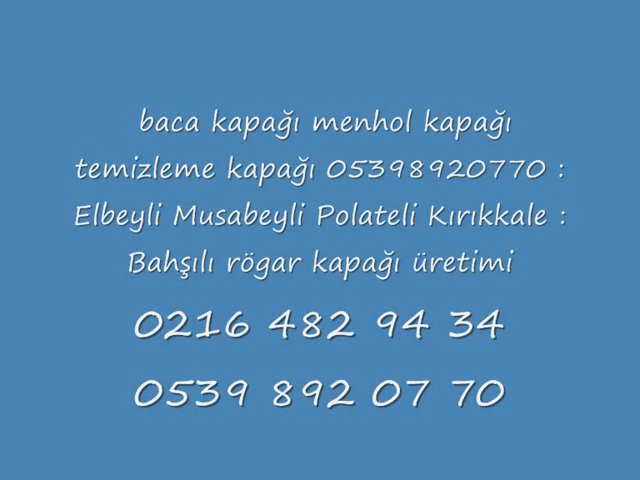 baca kapağı menhol kapağı
temizleme kapağı 05398920770 :
Elbeyli Musabeyli Polateli Kırıkkale :
Bahşılı rögar kapağı üretimi
0216 482 94 34
0539 892 07 70